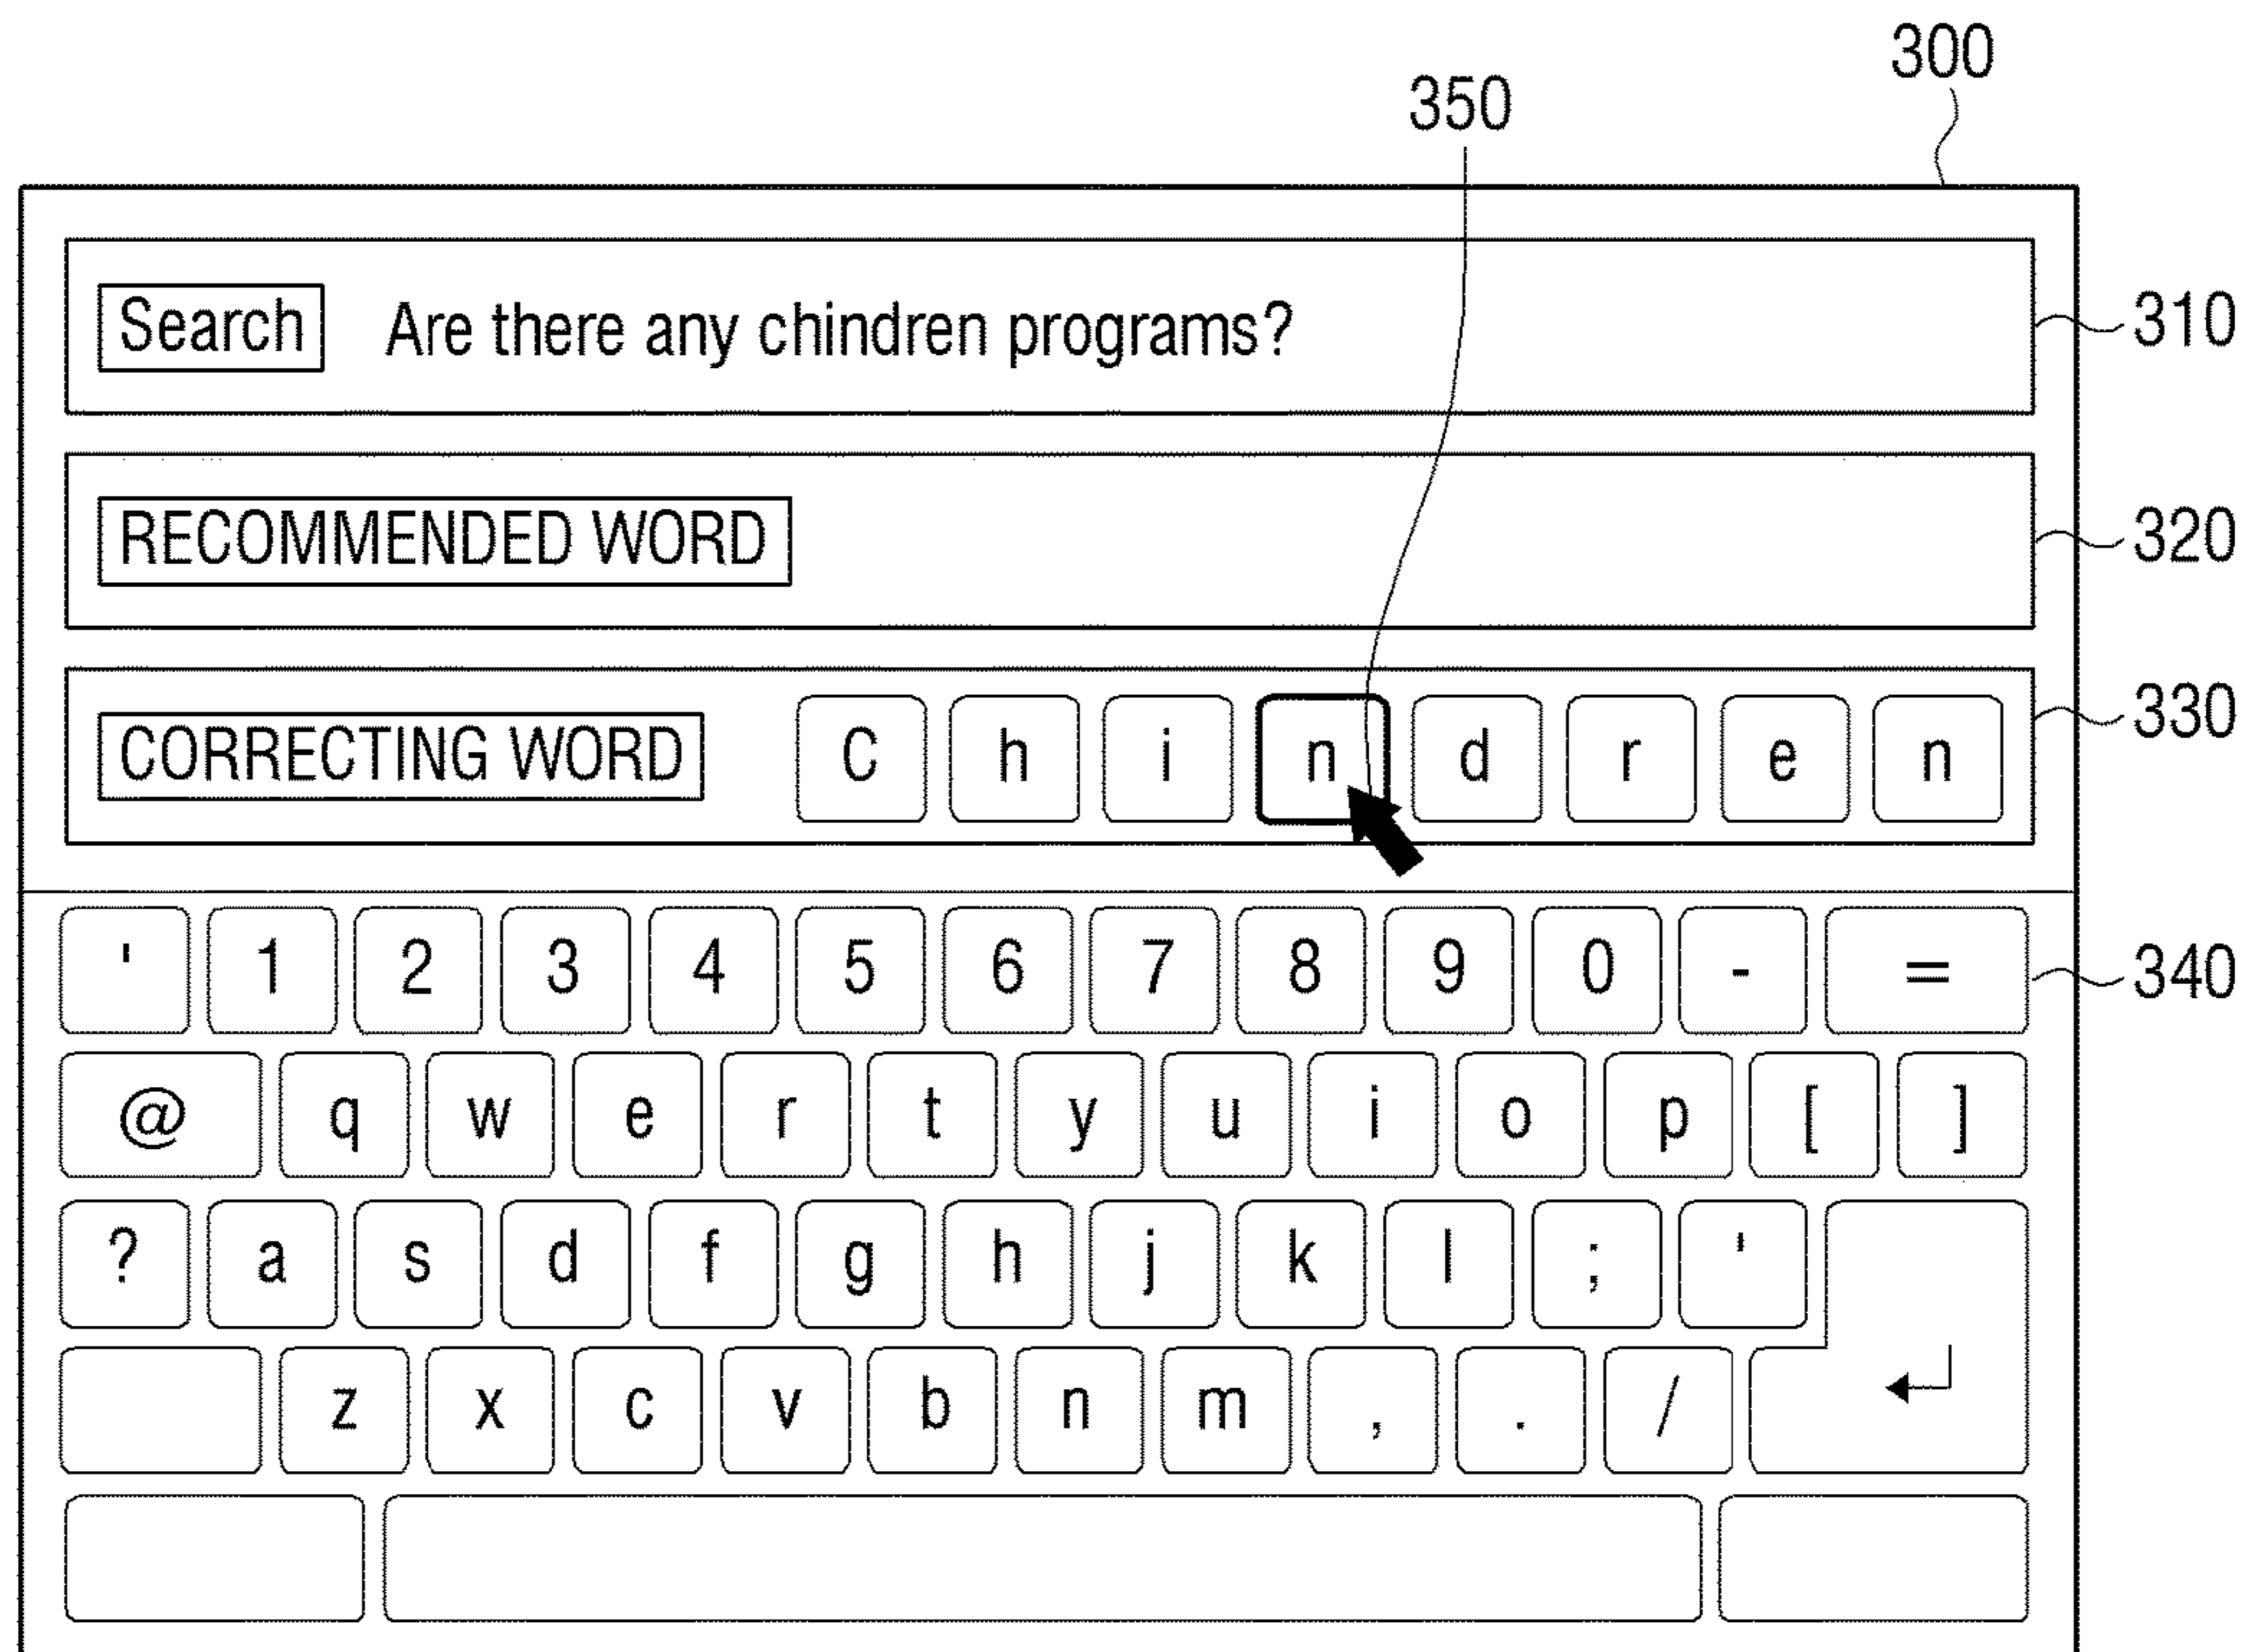 300
350
Search Are there any chindren programs? 310
RECOMMENDED WORD 320
CORRECTING WORD C h i n d r e n 330
' 1 2 3 4 5 6 7 8 9 0 - = 340
@ q w e r t y u i o p [ ]
? a s d f g h j k l ; '
z x c v b n m , . /